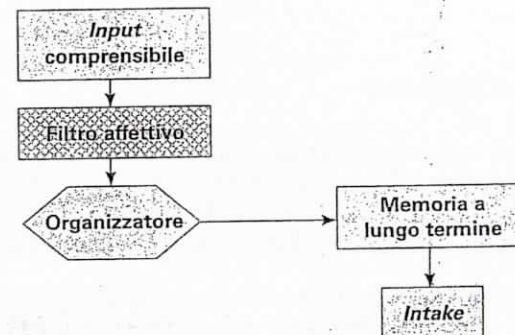 Input
comprensibile
Filtro affettivo
Organizzatore
Memoria a
lungo termine
Intake